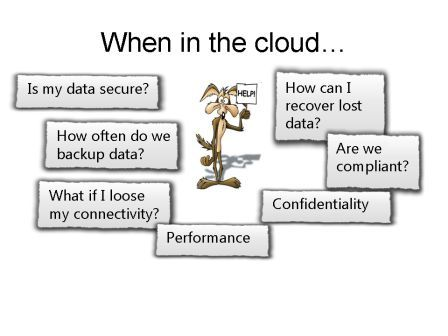 When in the cloud...
Is my data secure?
HELP!
How can I
recover lost
data?
How often do we
backup data?
Are we
compliant?
What if I loose
my connectivity?
Confidentiality
Performance